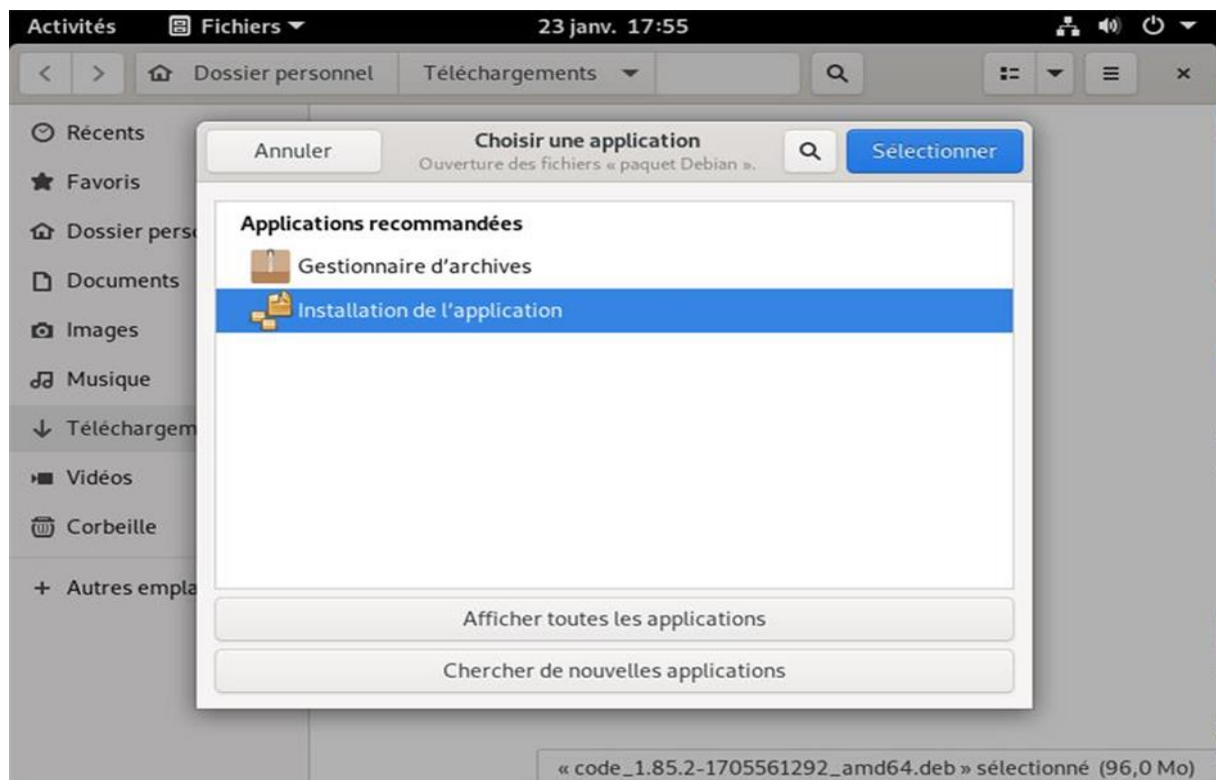 Activités Fichiers 23 janv. 17:55
Dossier personnel Téléchargements
Récents
Favoris
Dossier perso
Documents
Images
Musique
Téléchargem
Vidéos
Corbeille
+ Autres empla
Annuler
Choisir une application
Ouverture des fichiers « paquet Debian ».
Sélectionner
Applications recommandées
Gestionnaire d'archives
Installation de l'application
Afficher toutes les applications
Chercher de nouvelles applications
« code_1.85.2-1705561292_amd64.deb » sélectionné (96,0 Mo)